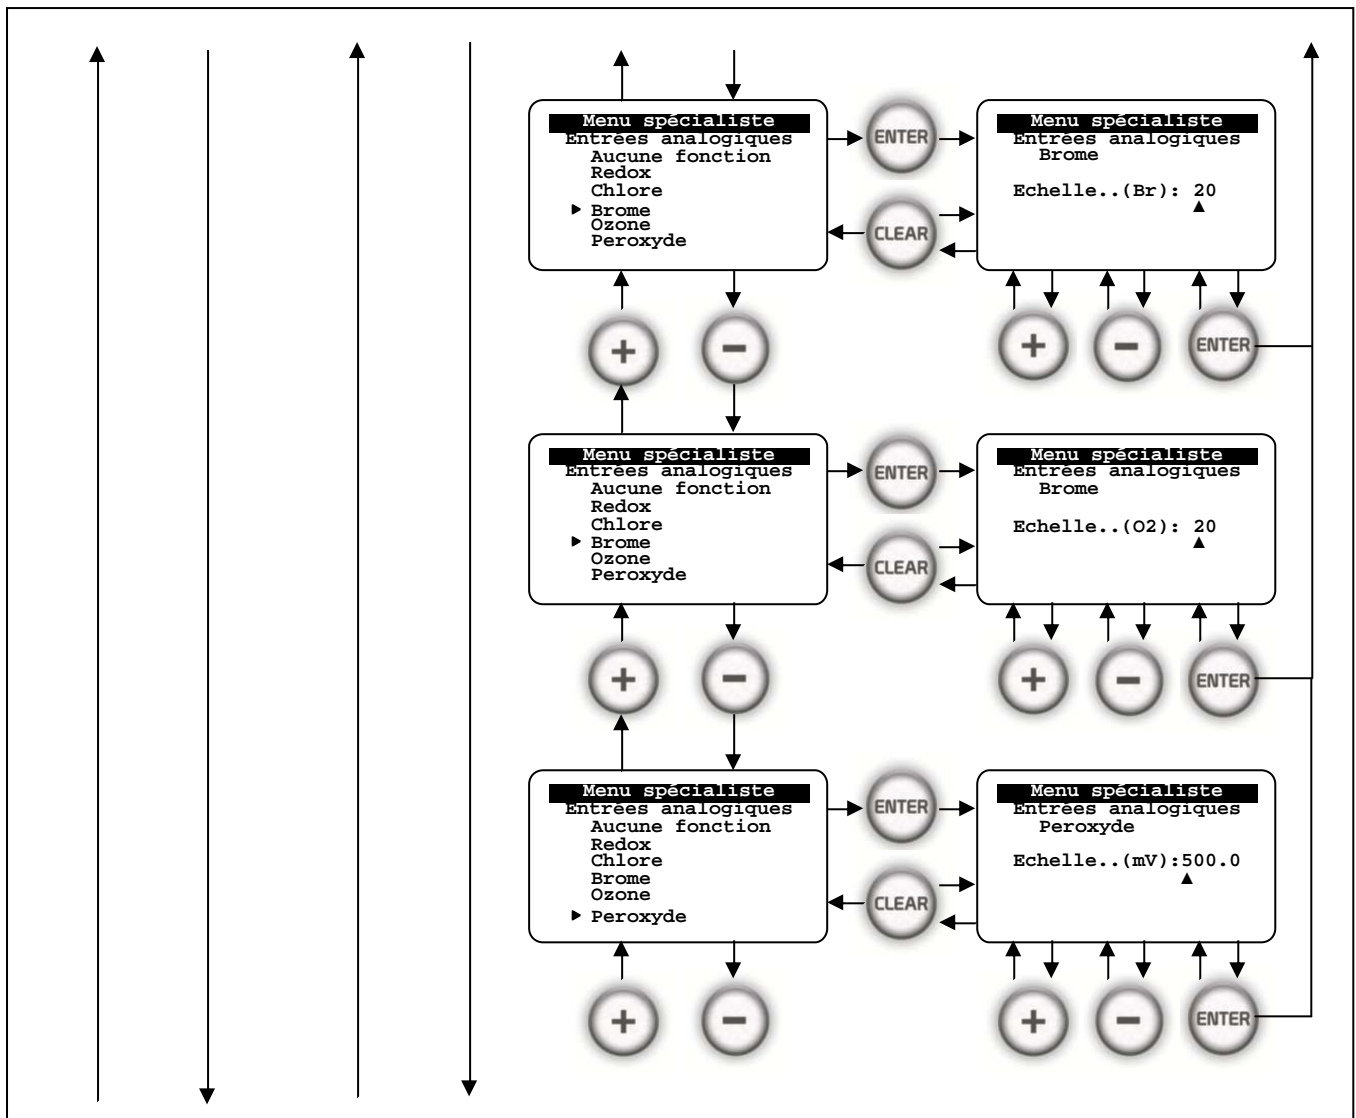 Menu spécialiste
Entrées analogiques
Aucune fonction
Redox
Chlore
Brome
Ozone
Peroxyde
ENTER
CLEAR
Menu spécialiste
Entrées analogiques
Brome
Echelle..(Br): 20
+
-
+
-
ENTER
Menu spécialiste
Entrées analogiques
Aucune fonction
Redox
Chlore
Brome
Ozone
Peroxyde
ENTER
CLEAR
Menu spécialiste
Entrées analogiques
Brome
Echelle..(O2): 20
+
-
+
-
ENTER
Menu spécialiste
Entrées analogiques
Aucune fonction
Redox
Chlore
Brome
Ozone
Peroxyde
ENTER
CLEAR
Menu spécialiste
Entrées analogiques
Peroxyde
Echelle..(mV):500.0
+
-
+
-
ENTER